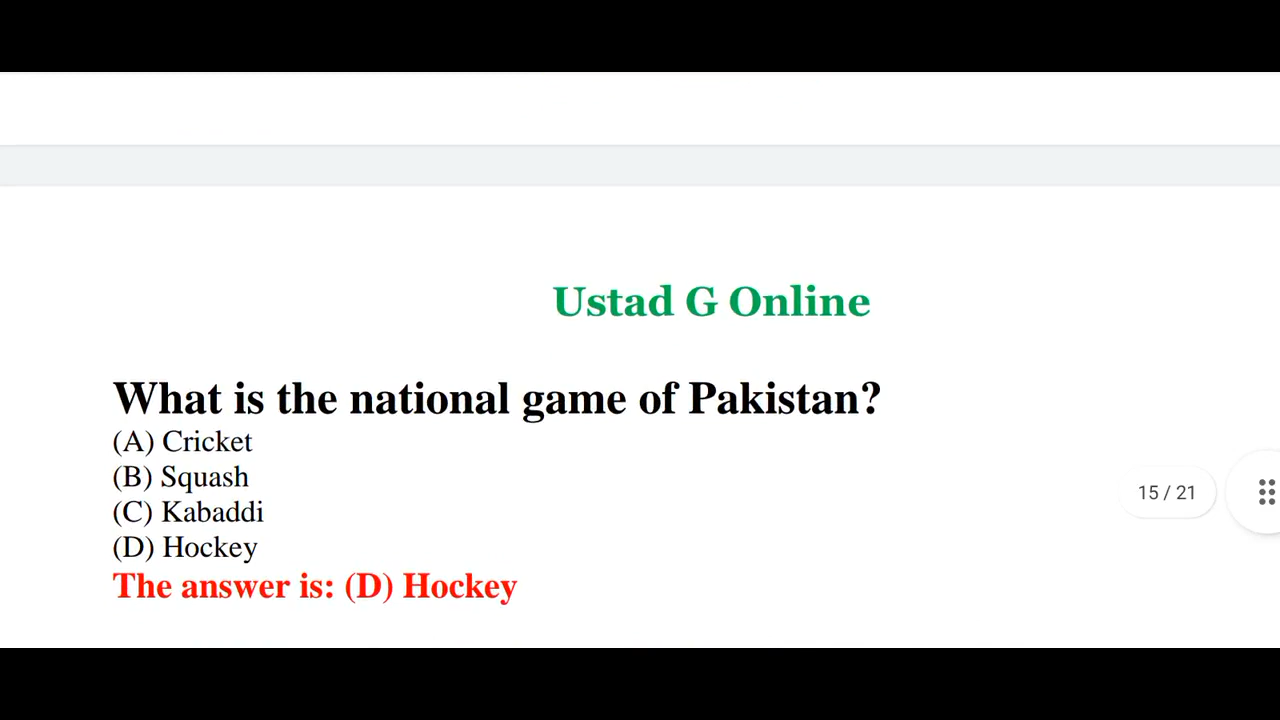 Ustad G Online
What is the national game of Pakistan?
(A) Cricket
(B) Squash
(C) Kabaddi
(D) Hockey
15 / 21
The answer is: (D) Hockey